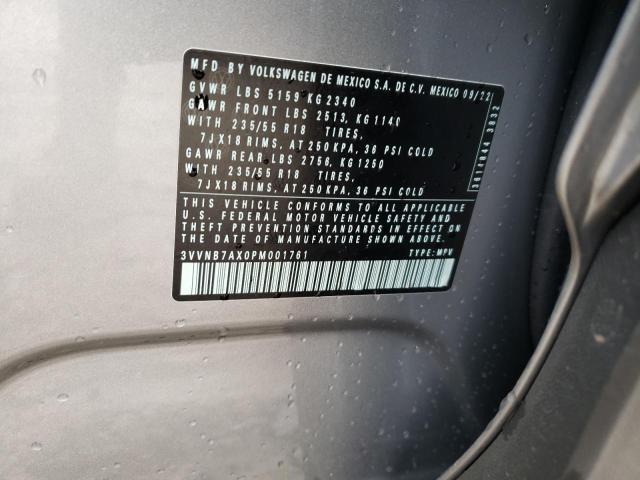 MFD BY VOLKSWAGEN DE MEXICO S.A. DE C.V. MEXICO 09/22
GVWR LBS 5159 KG 2340
GAWR FRONT LBS 2513, KG 1140
WITH 235/55 R18 TIRES,
7JX18 RIMS, AT 250 KPA, 36 PSI COLD
GAWR REAR LBS 2756, KG 1250
WITH 235/55 R18 TIRES,
7JX18 RIMS, AT 250 KPA, 36 PSI COLD
THIS VEHICLE CONFORMS TO ALL APPLICABLE
U.S. FEDERAL MOTOR VEHICLE SAFETY AND
THEFT PREVENTION STANDARDS IN EFFECT ON
THE DATE OF MANUFACTURE SHOWN ABOVE.
3VVNB7AX0PM001761 TYPE: MPV